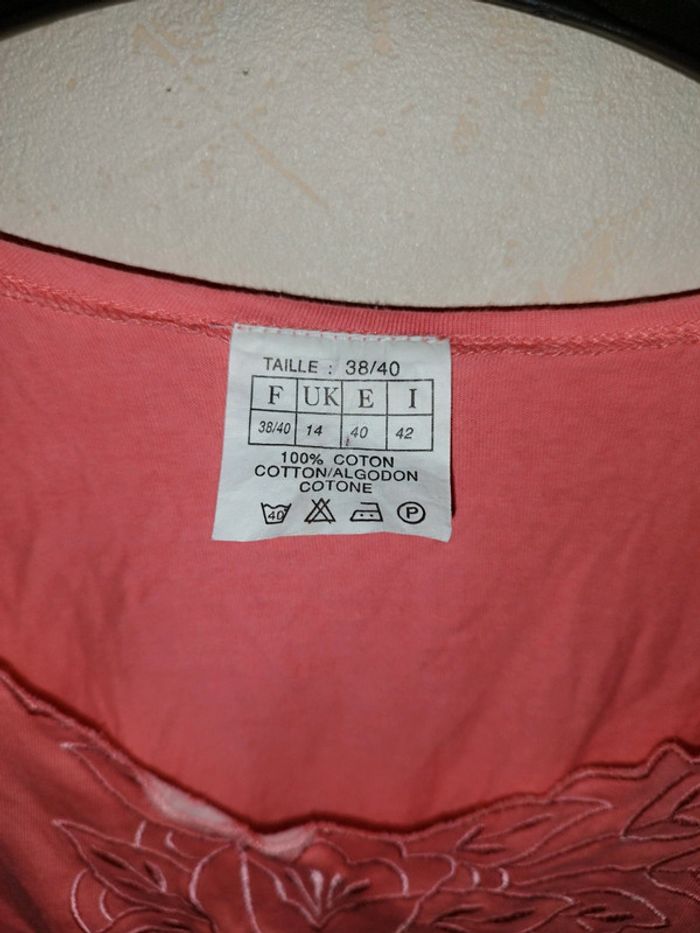 TAILLE : 38/40
F UK E I
38/40 14 40 42
100% COTON
COTTON/ALGODON
COTONE
40 P